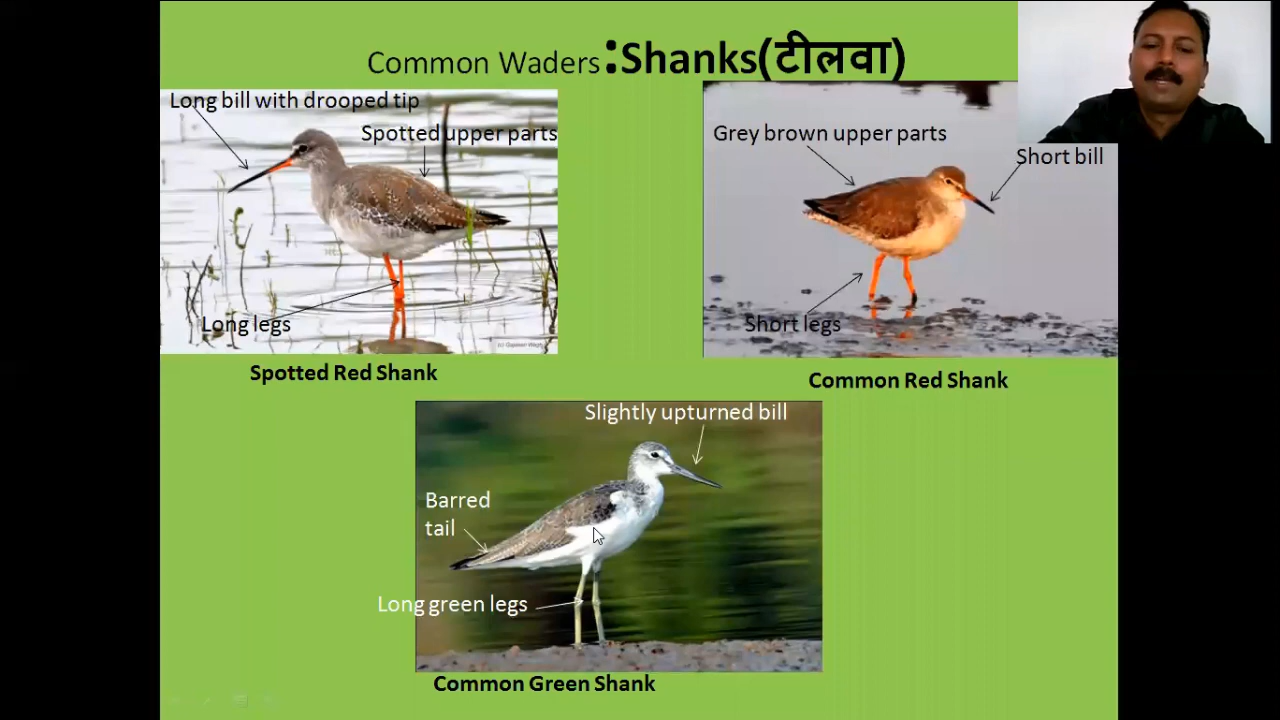 Common Waders:Shanks(टीलवा)
Long bill with drooped tip
Spotted upper parts
Long legs
Spotted Red Shank
Grey brown upper parts
Short bill
Short legs
Common Red Shank
Slightly upturned bill
Barred
tail
Long green legs
Common Green Shank